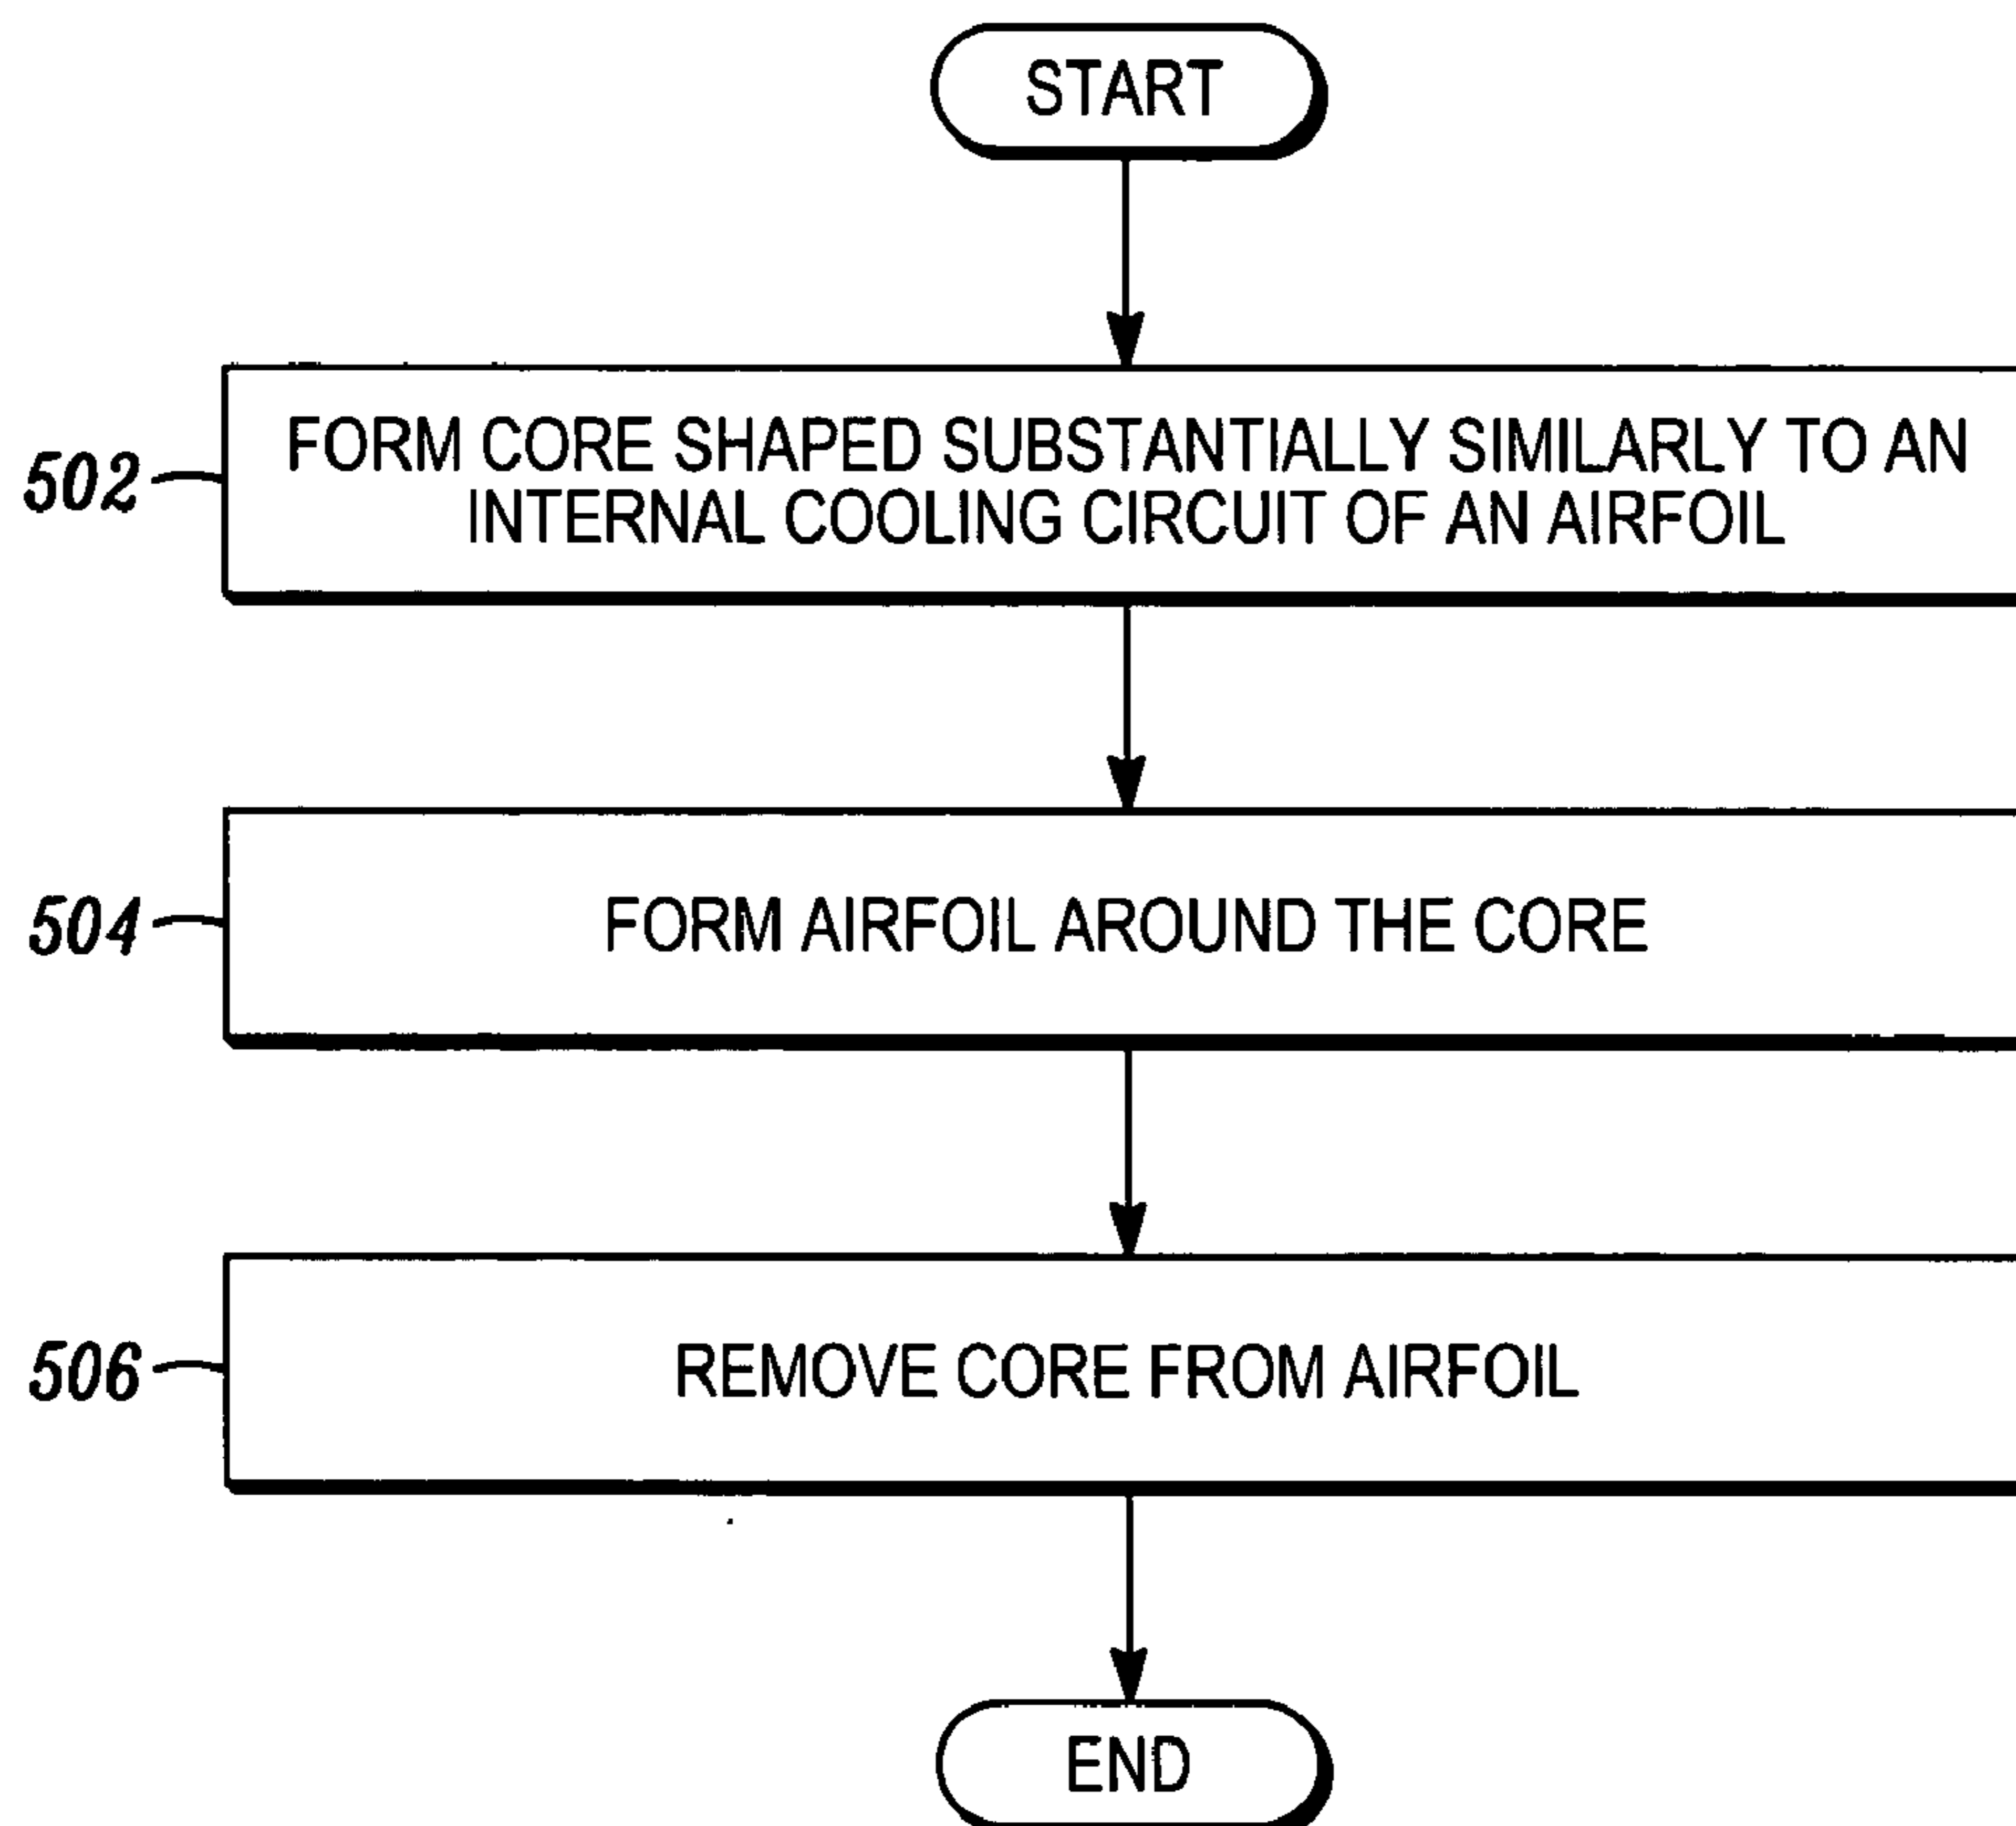 START
502
FORM CORE SHAPED SUBSTANTIALLY SIMILARLY TO AN
INTERNAL COOLING CIRCUIT OF AN AIRFOIL
504
FORM AIRFOIL AROUND THE CORE
506
REMOVE CORE FROM AIRFOIL
END